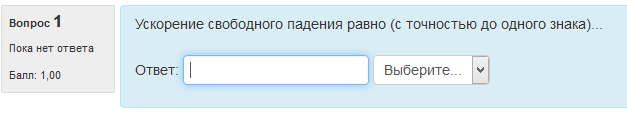 Вопрос 1
Пока нет ответа
Балл: 1,00
Ускорение свободного падения равно (с точностью до одного знака)...
Ответ: Выберите...